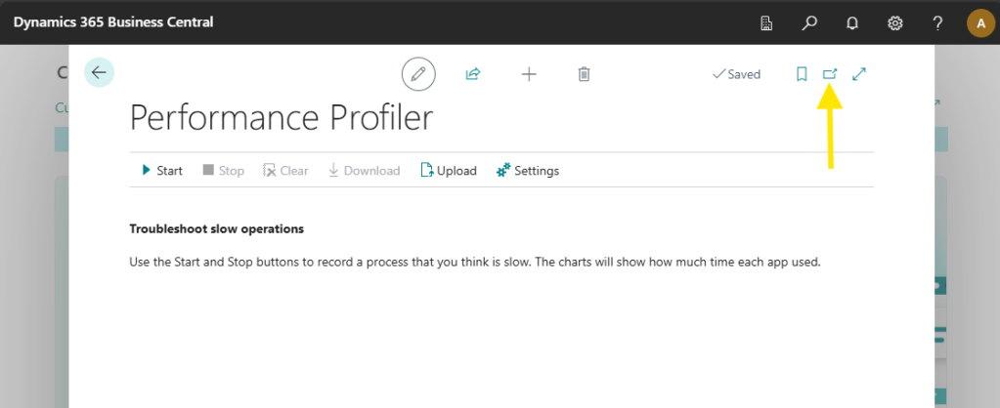 Dynamics 365 Business Central
A
Saved
Performance Profiler
Start Stop Clear Download Upload Settings
Troubleshoot slow operations
Use the Start and Stop buttons to record a process that you think is slow. The charts will show how much time each app used.